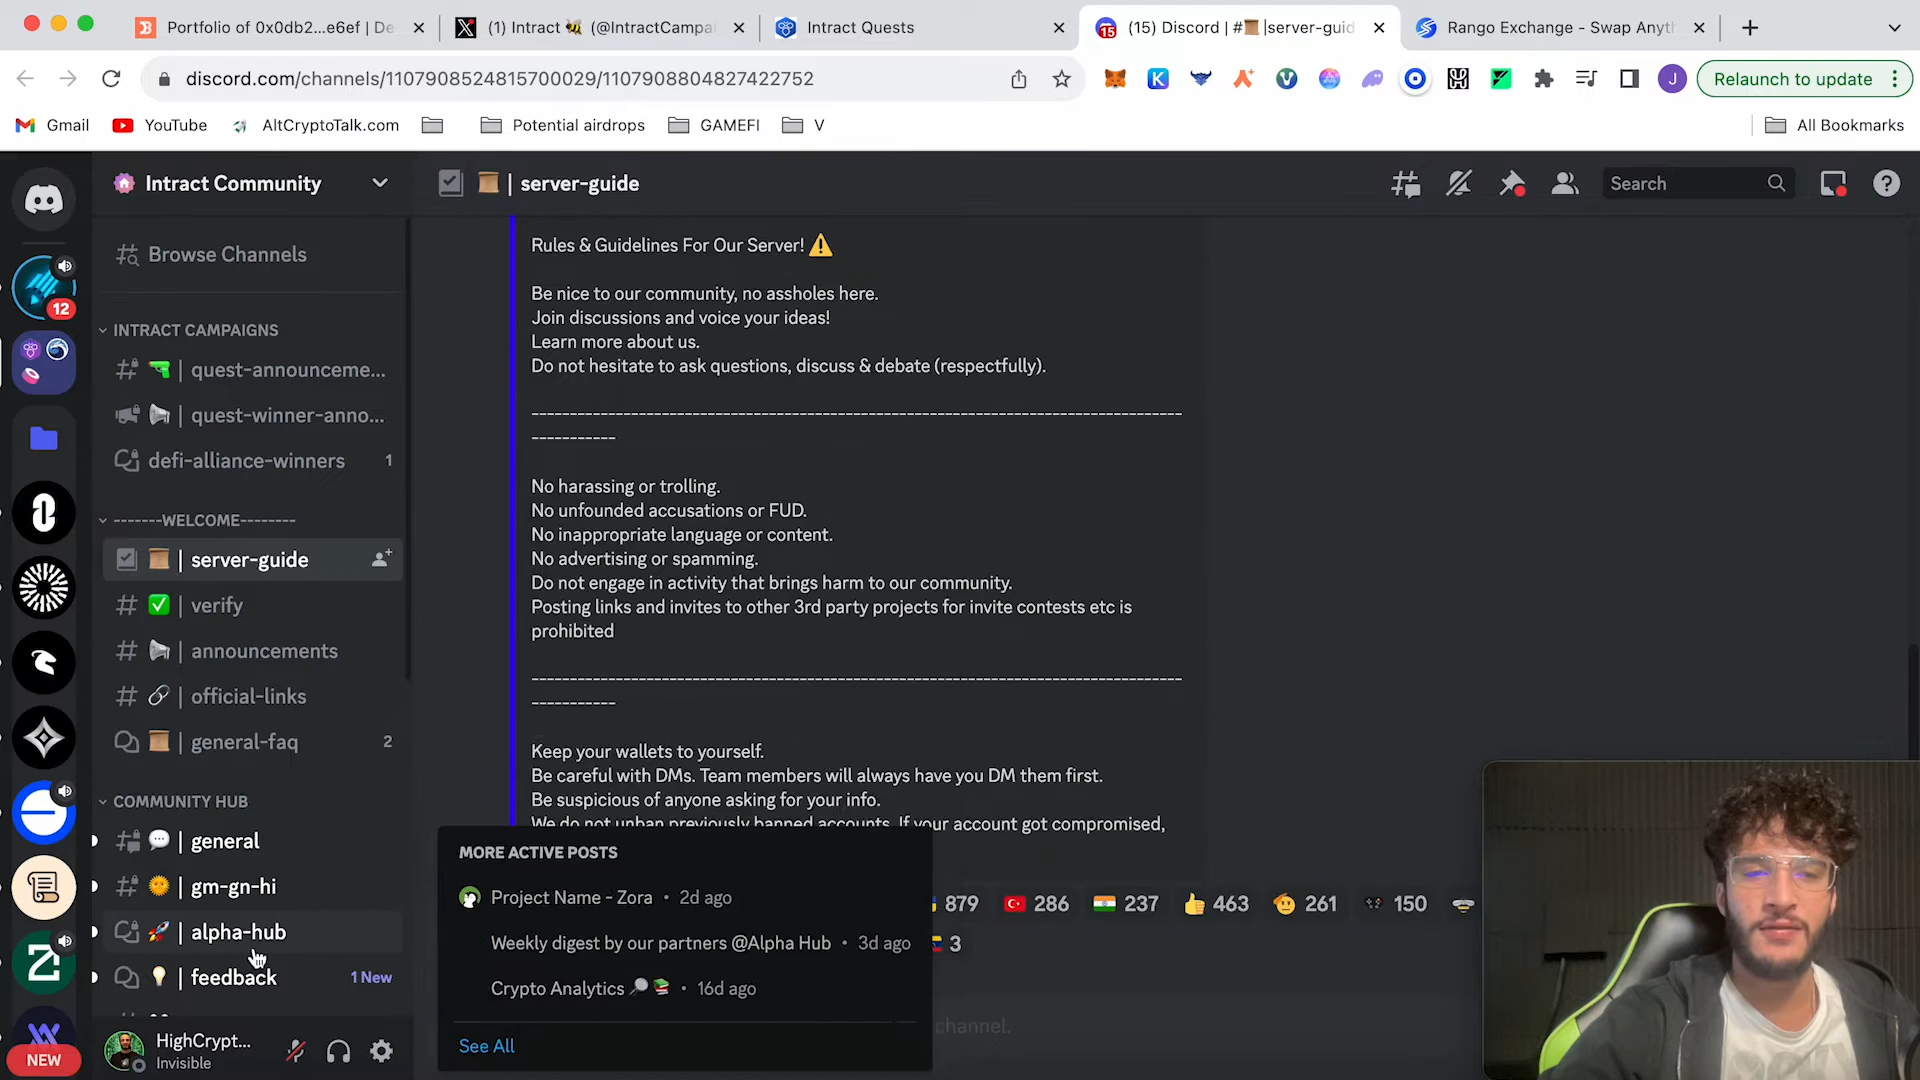 Portfolio of 0x0db2...e6ef | De
(1) Intract 🐝 (@IntractCampai
Intract Quests
(15) Discord | #📜|server-guid
Rango Exchange - Swap Anyt
discord.com/channels/1107908524815700029/1107908804827422752
J
Relaunch to update
Gmail
YouTube
AltCryptoTalk.com
Potential airdrops
GAMEFI
V
All Bookmarks
Intract Community
| server-guide
Search
Browse Channels
12
INTRACT CAMPAIGNS
| quest-announceme...
| quest-winner-anno...
defi-alliance-winners 1
-------WELCOME--------
| server-guide
| verify
| announcements
| official-links
| general-faq 2
COMMUNITY HUB
| general
| gm-gn-hi
| alpha-hub
| feedback 1 New
NEW
HighCrypt...
Invisible
Rules & Guidelines For Our Server! ⚠️
Be nice to our community, no assholes here.
Join discussions and voice your ideas!
Learn more about us.
Do not hesitate to ask questions, discuss & debate (respectfully).
No harassing or trolling.
No unfounded accusations or FUD.
No inappropriate language or content.
No advertising or spamming.
Do not engage in activity that brings harm to our community.
Posting links and invites to other 3rd party projects for invite contests etc is
prohibited
Keep your wallets to yourself.
Be careful with DMs. Team members will always have you DM them first.
Be suspicious of anyone asking for your info.
We do not unban previously banned accounts. If your account got compromised,
MORE ACTIVE POSTS
Project Name - Zora • 2d ago
Weekly digest by our partners @Alpha Hub • 3d ago
Crypto Analytics 🔎📚 • 16d ago
See All
879 286 237 463 261 150
3
channel.